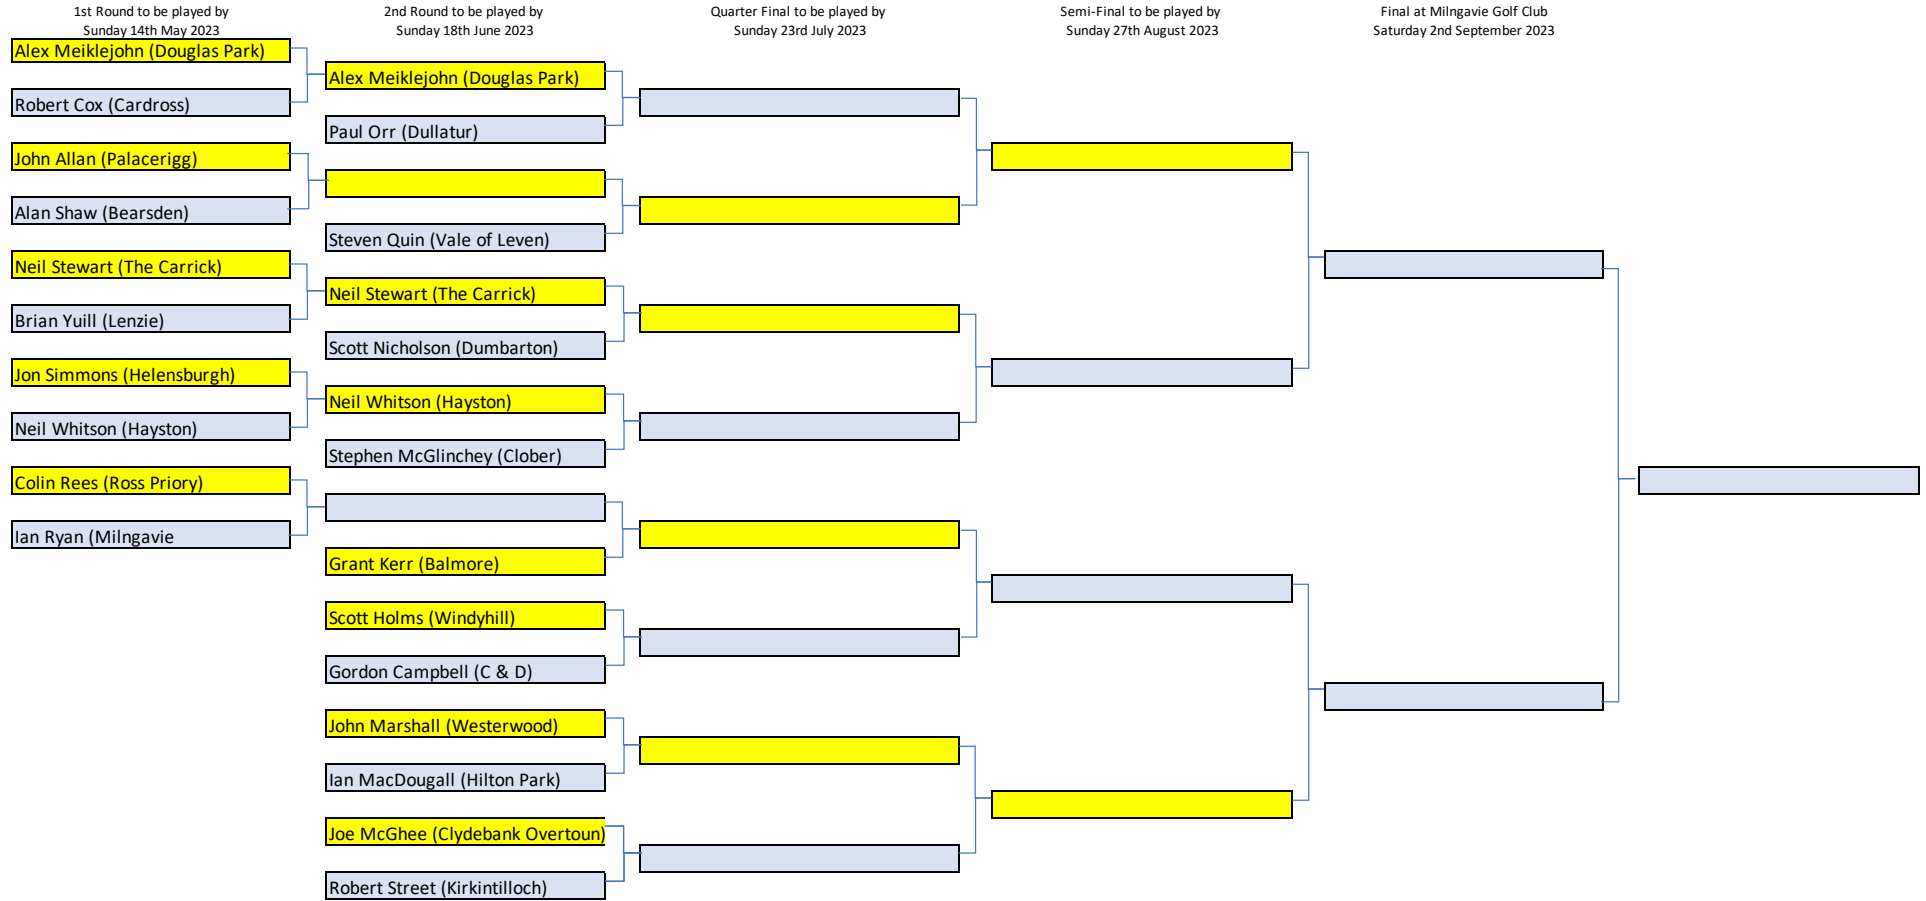 1st Round to be played by
Sunday 14th May 2023
2nd Round to be played by
Sunday 18th June 2023
Quarter Final to be played by
Sunday 23rd July 2023
Semi-Final to be played by
Sunday 27th August 2023
Final at Milngavie Golf Club
Saturday 2nd September 2023
Alex Meiklejohn (Douglas Park)
Robert Cox (Cardross)
John Allan (Palacerigg)
Alan Shaw (Bearsden)
Neil Stewart (The Carrick)
Brian Yuill (Lenzie)
Jon Simmons (Helensburgh)
Neil Whitson (Hayston)
Colin Rees (Ross Priory)
Ian Ryan (Milngavie
Alex Meiklejohn (Douglas Park)
Paul Orr (Dullatur)
Steven Quin (Vale of Leven)
Neil Stewart (The Carrick)
Scott Nicholson (Dumbarton)
Neil Whitson (Hayston)
Stephen McGlinchey (Clober)
Grant Kerr (Balmore)
Scott Holms (Windyhill)
Gordon Campbell (C & D)
John Marshall (Westerwood)
Ian MacDougall (Hilton Park)
Joe McGhee (Clydebank Overtoun)
Robert Street (Kirkintilloch)